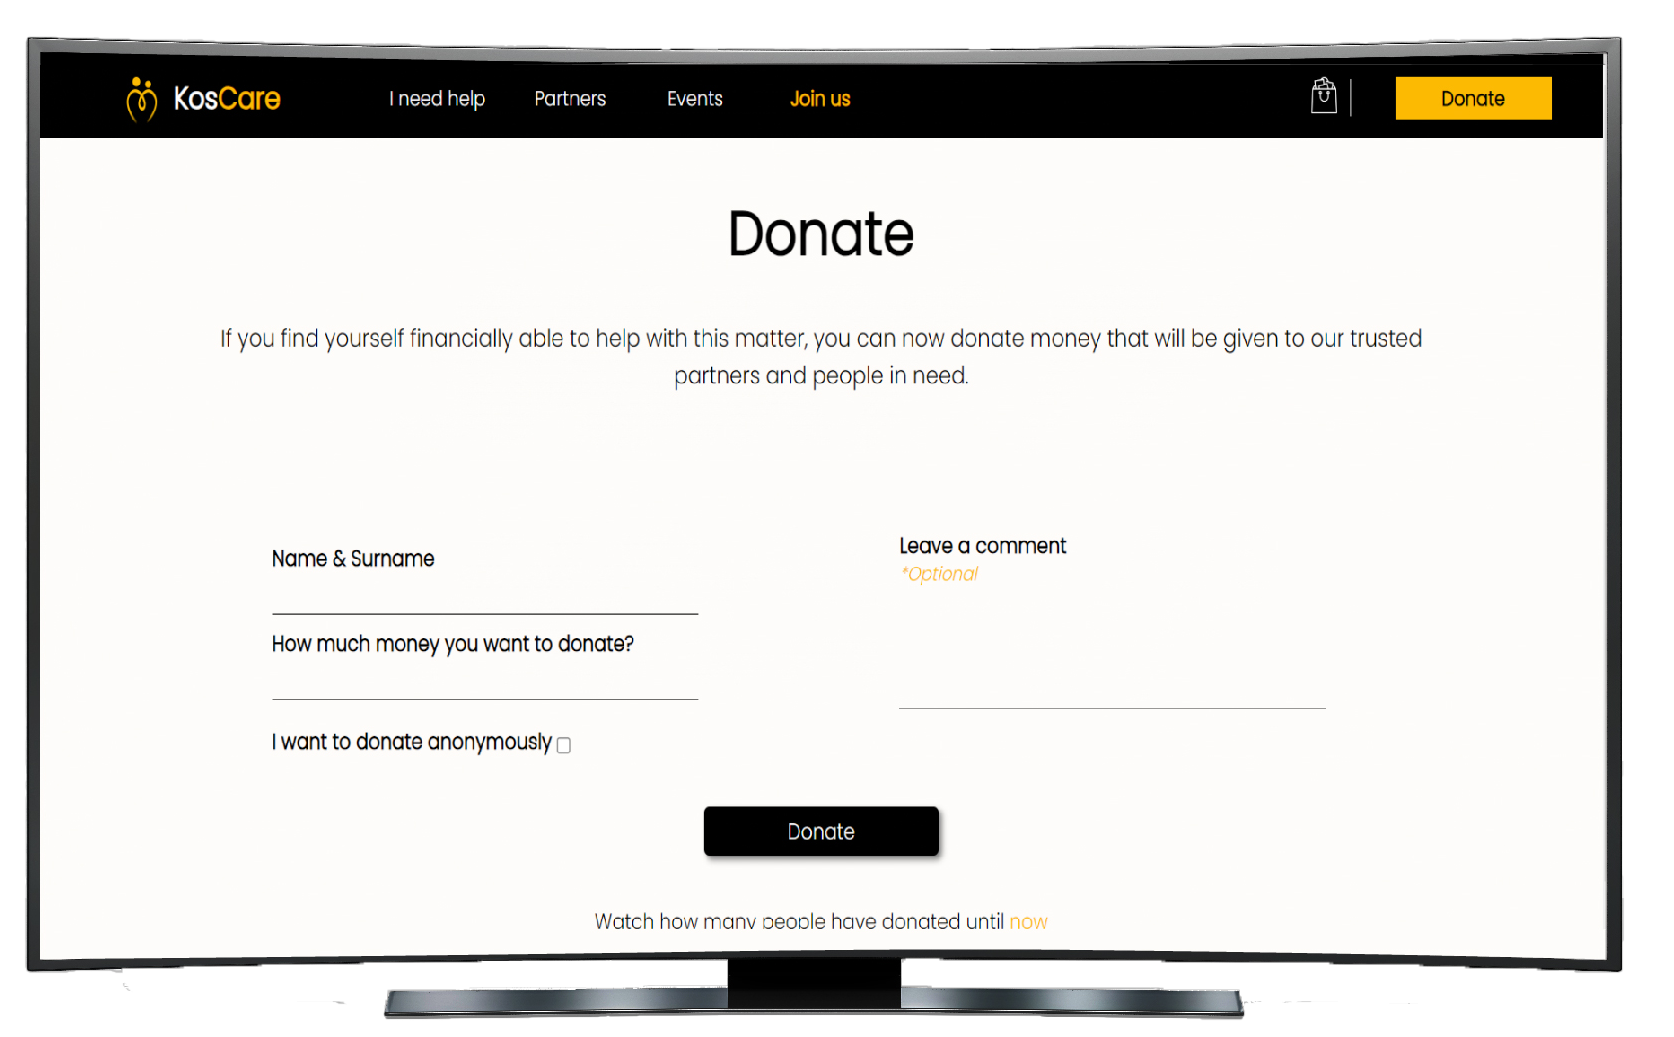 KosCare
I need help
Partners
Events
Join us
Donate
Donate
If you find yourself financially able to help with this matter, you can now donate money that will be given to our trusted
partners and people in need.
Name & Surname
Leave a comment
*Optional
How much money you want to donate?
I want to donate anonymously
Donate
Watch how many people have donated until now